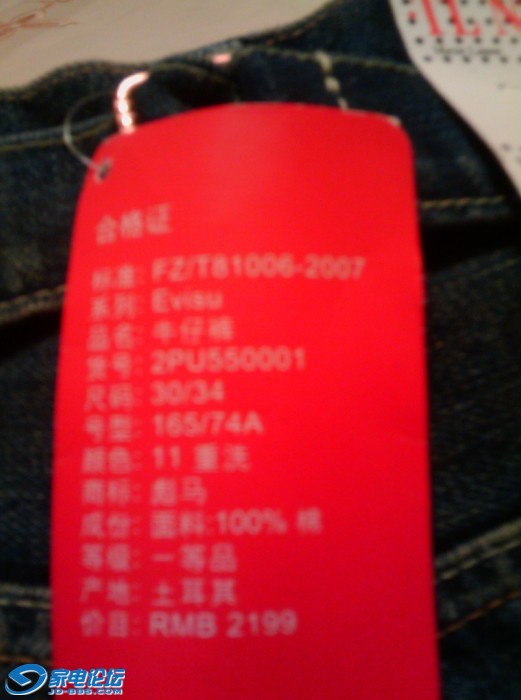 合格证
标准: FZ/T81006-2007
系列: Evisu
品名: 牛仔裤
货号: 2PU550001
尺码: 30/34
号型: 165/74A
颜色: 11 重洗
商标: 彪马
成份: 面料:100% 棉
等级: 一等品
产地: 土耳其
价目: RMB 2199
家电论坛
JD-BBS.COM